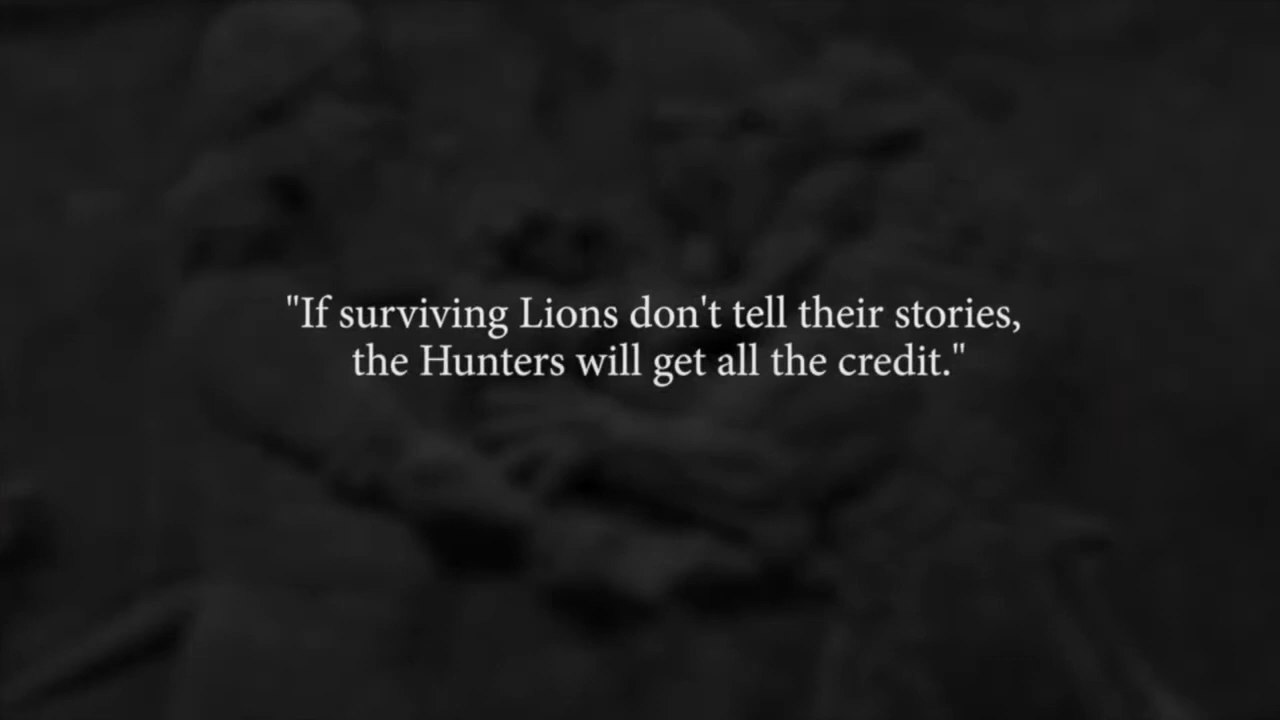 "If surviving Lions don't tell their stories,
the Hunters will get all the credit."